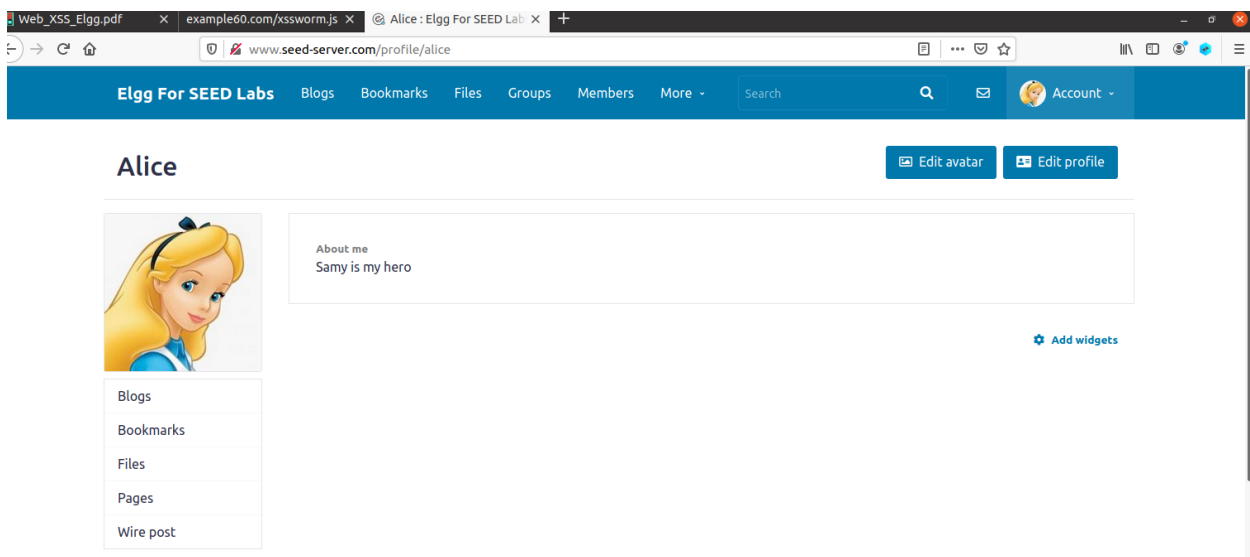 Web_XSS_Elgg.pdf × example60.com/xssworm.js × Alice : Elgg For SEED Lab × +
www.seed-server.com/profile/alice
Elgg For SEED Labs Blogs Bookmarks Files Groups Members More Search Account
Alice
Edit avatar Edit profile
About me
Samy is my hero
Add widgets
Blogs
Bookmarks
Files
Pages
Wire post